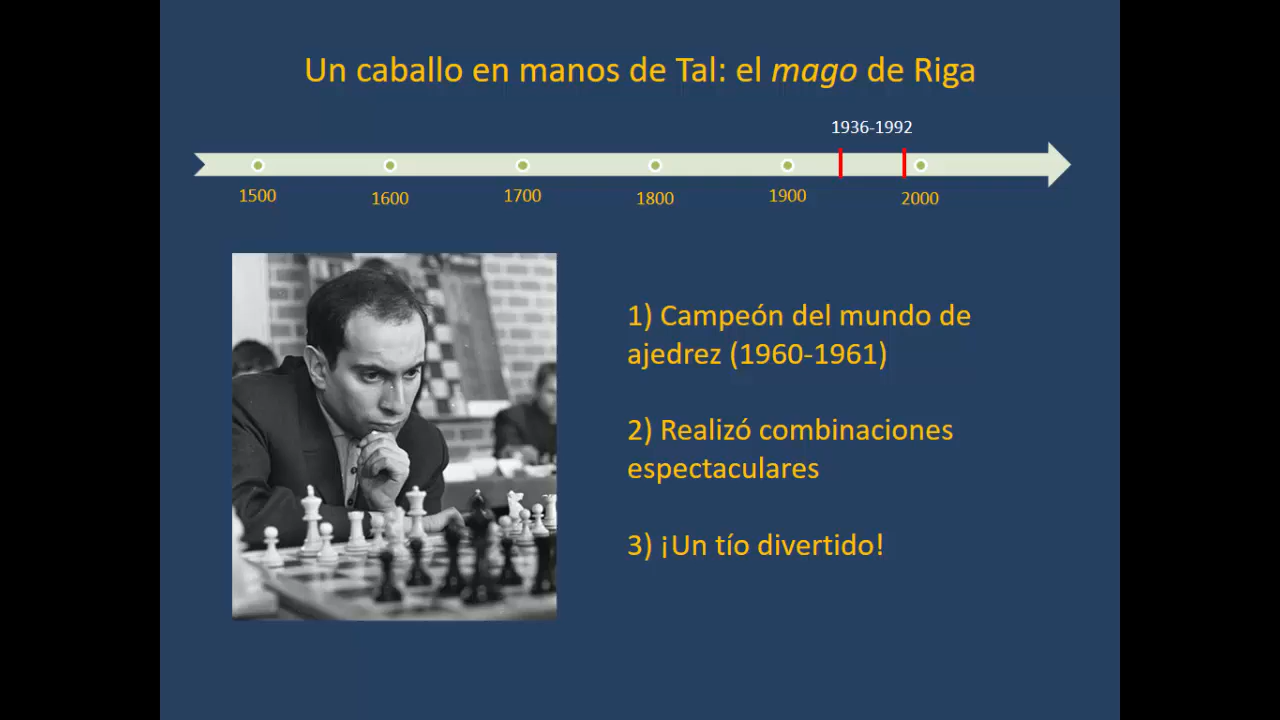 Un caballo en manos de Tal: el mago de Riga
1936-1992
1500 1600 1700 1800 1900 2000
1) Campeón del mundo de
ajedrez (1960-1961)
2) Realizó combinaciones
espectaculares
3) ¡Un tío divertido!